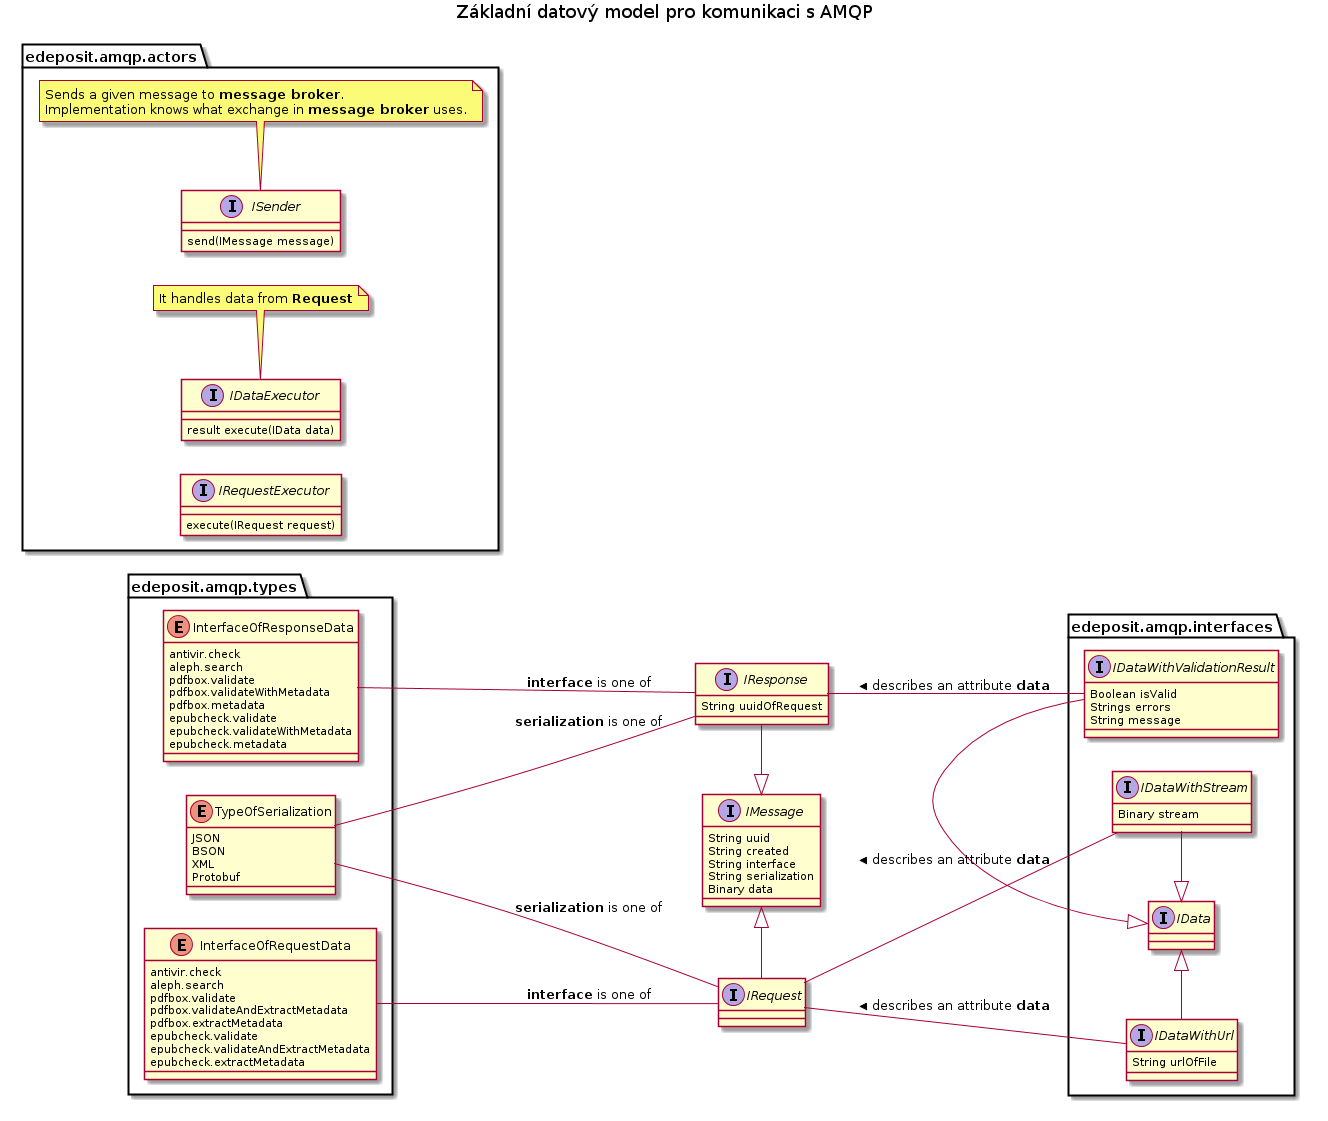 Základní datový model pro komunikaci s AMQP
edeposit.amqp.actors
Sends a given message to message broker.
Implementation knows what exchange in message broker uses.
I ISender
send(IMessage message)
It handles data from Request
I IDataExecutor
result execute(IData data)
I IRequestExecutor
execute(IRequest request)
edeposit.amqp.types
E InterfaceOfResponseData
antivir.check
aleph.search
pdfbox.validate
pdfbox.validateWithMetadata
pdfbox.metadata
epubcheck.validate
epubcheck.validateWithMetadata
epubcheck.metadata
E TypeOfSerialization
JSON
BSON
XML
Protobuf
E InterfaceOfRequestData
antivir.check
aleph.search
pdfbox.validate
pdfbox.validateAndExtractMetadata
pdfbox.extractMetadata
epubcheck.validate
epubcheck.validateAndExtractMetadata
epubcheck.extractMetadata
interface is one of
serialization is one of
serialization is one of
interface is one of
I IResponse
String uuidOfRequest
I IMessage
String uuid
String created
String interface
String serialization
Binary data
I IRequest
◄ describes an attribute data
◄ describes an attribute data
◄ describes an attribute data
edeposit.amqp.interfaces
I IDataWithValidationResult
Boolean isValid
Strings errors
String message
I IDataWithStream
Binary stream
I IData
I IDataWithUrl
String urlOfFile